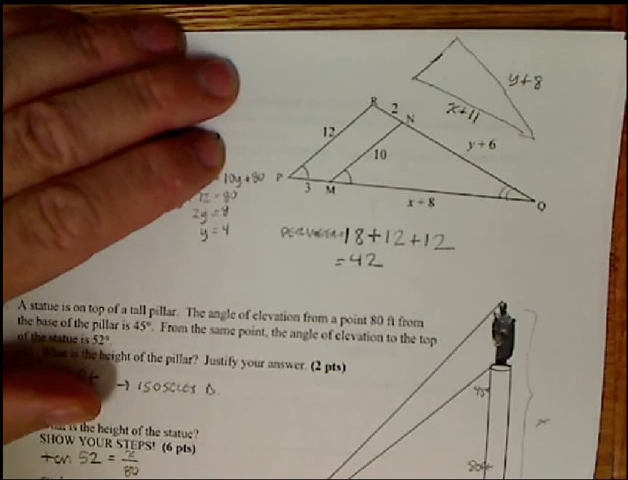 y+8
x+11
R
2
N
12
y+6
10
10y+80
P
3
M
x+8
Q
72 = 80
2y = 8
y = 4
18+12+12
= 42
A statue is on top of a tall pillar. The angle of elevation from a point 80 ft from
the base of the pillar is 45°. From the same point, the angle of elevation to the top
of the statue is 52°.
What is the height of the pillar? Justify your answer. (2 pts)
→ ISOSCLES Δ
45°
x
is the height of the statue?
SHOW YOUR STEPS! (6 pts)
tan 52 = x/80
80ft